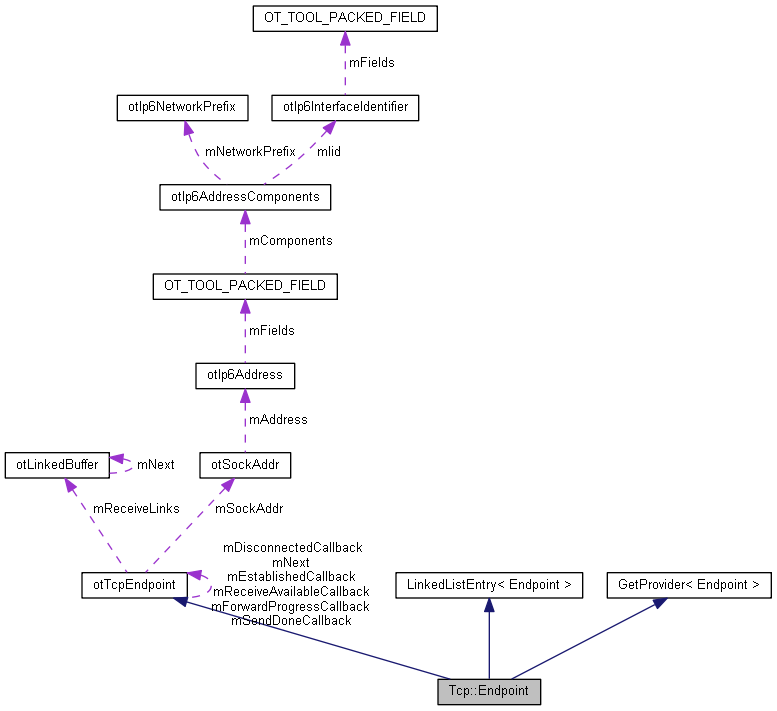 OT_TOOL_PACKED_FIELD
mFields
otIp6NetworkPrefix
otIp6InterfaceIdentifier
mNetworkPrefix
mIid
otIp6AddressComponents
mComponents
OT_TOOL_PACKED_FIELD
mFields
otIp6Address
mAddress
otLinkedBuffer
mNext
otSockAddr
mReceiveLinks
mSockAddr
mDisconnectedCallback
mNext
mEstablishedCallback
mReceiveAvailableCallback
mForwardProgressCallback
mSendDoneCallback
otTcpEndpoint
LinkedListEntry< Endpoint >
GetProvider< Endpoint >
Tcp::Endpoint